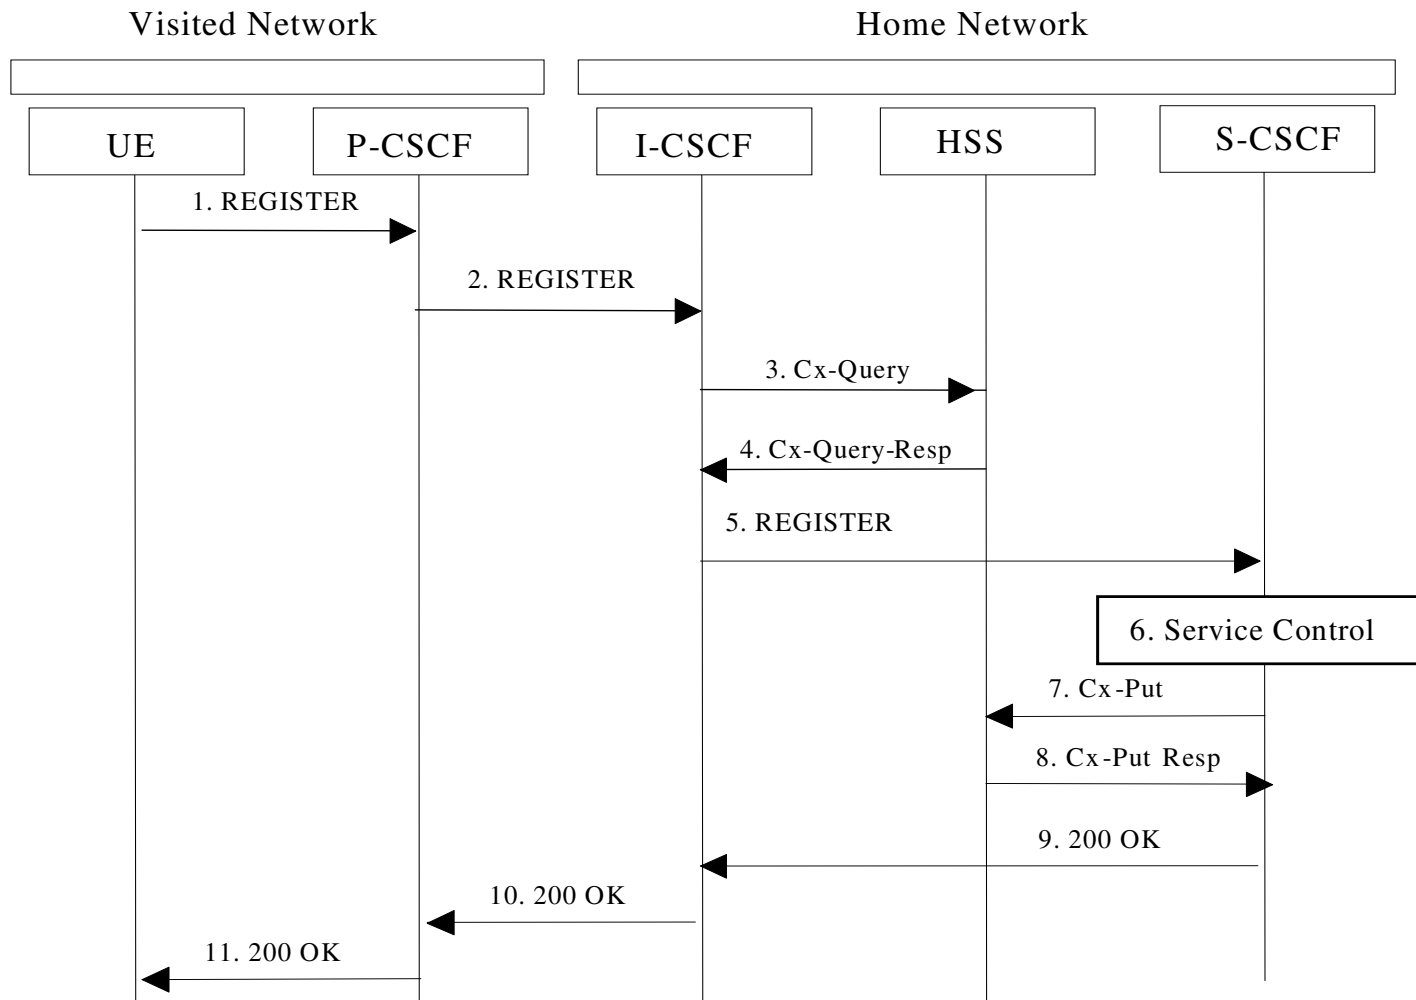 Visited Network
Home Network
UE
P-CSCF
I-CSCF
HSS
S-CSCF
1. REGISTER
2. REGISTER
3. Cx-Query
4. Cx-Query-Resp
5. REGISTER
6. Service Control
7. Cx-Put
8. Cx-Put Resp
9. 200 OK
10. 200 OK
11. 200 OK